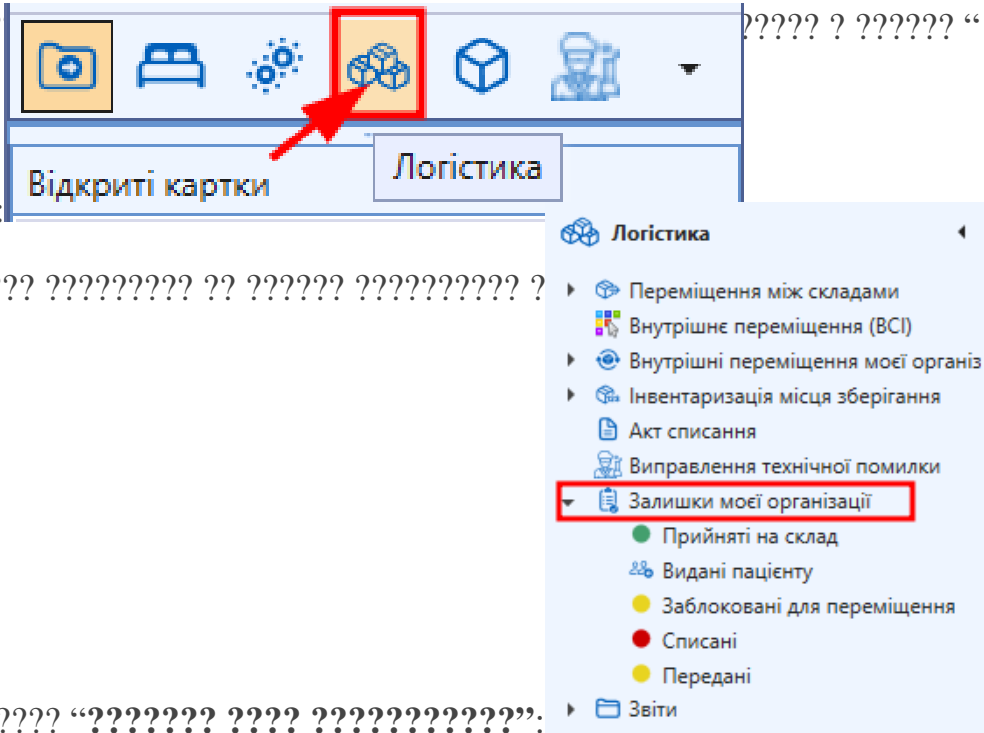 ????? ? ?????? “
Логістика
Відкриті картки
:
Логістика
?? ????????? ?? ?????? ?????????? ?
Переміщення між складами
Внутрішнє переміщення (ВСІ)
Внутрішні переміщення моєї організ
Інвентаризація місця зберігання
Акт списання
Виправлення технічної помилки
Залишки моєї організації
Прийняті на склад
Видані пацієнту
Заблоковані для переміщення
Списані
Передані
Звіти
???? “??????? ???? ???????????”: